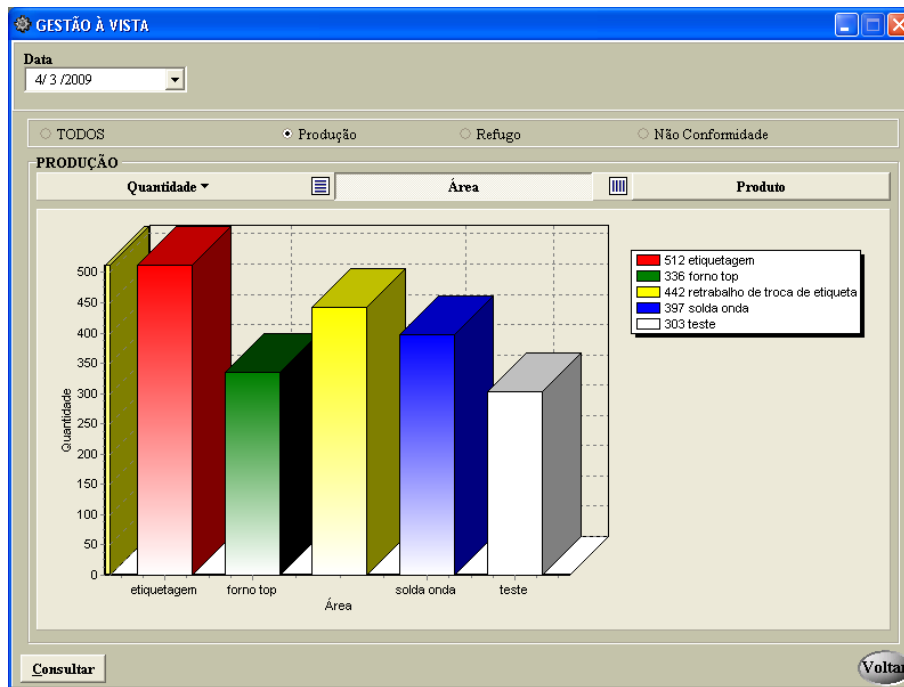 GESTÃO À VISTA
Data
4/ 3 /2009
TODOS Produção Refugo Não Conformidade
PRODUÇÃO
Quantidade Área Produto
512 etiquetagem
336 forno top
442 retrabalho de troca de etiqueta
397 solda onda
303 teste
Quantidade
500
450
400
350
300
250
200
150
100
50
0
etiquetagem forno top solda onda teste
Área
Consultar Voltar